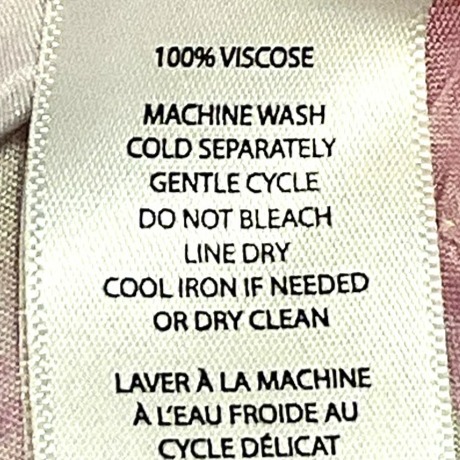 100% VISCOSE
MACHINE WASH
COLD SEPARATELY
GENTLE CYCLE
DO NOT BLEACH
LINE DRY
COOL IRON IF NEEDED
OR DRY CLEAN
LAVER À LA MACHINE
À L'EAU FROIDE AU
CYCLE DÉLICAT